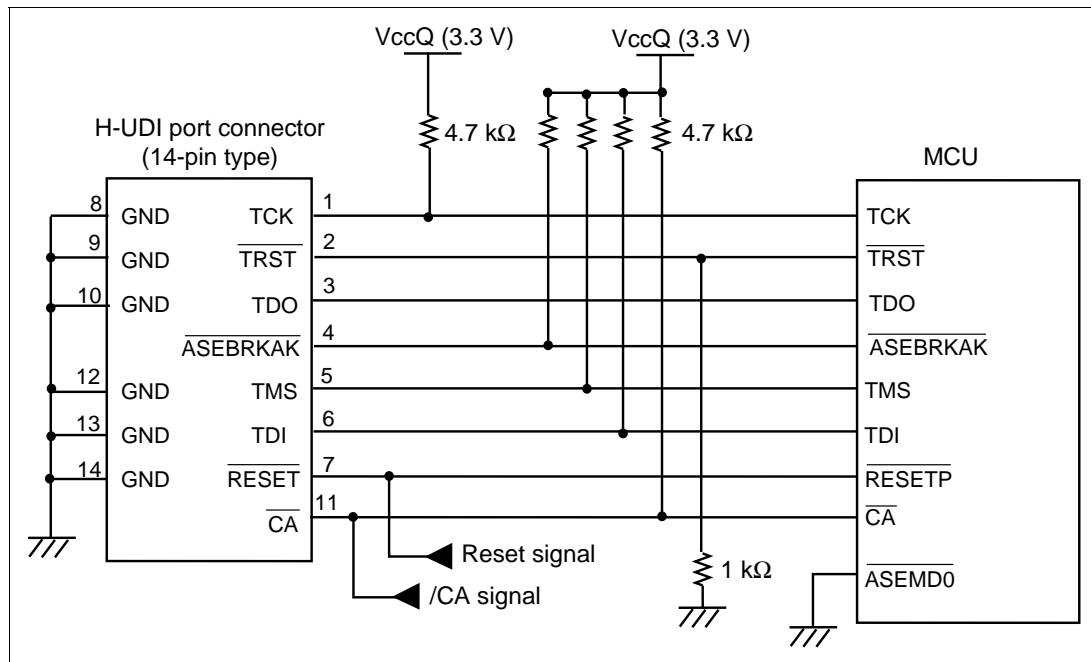 VccQ (3.3 V)
VccQ (3.3 V)
H-UDI port connector
(14-pin type)
4.7 kΩ
4.7 kΩ
MCU
8
GND
TCK
1
TCK
9
GND
TRST
2
TRST
10
GND
TDO
3
TDO
ASEBRKAK
4
ASEBRKAK
12
GND
TMS
5
TMS
13
GND
TDI
6
TDI
14
GND
RESET
7
RESETP
CA
11
CA
Reset signal
1 kΩ
ASEMD0
/CA signal